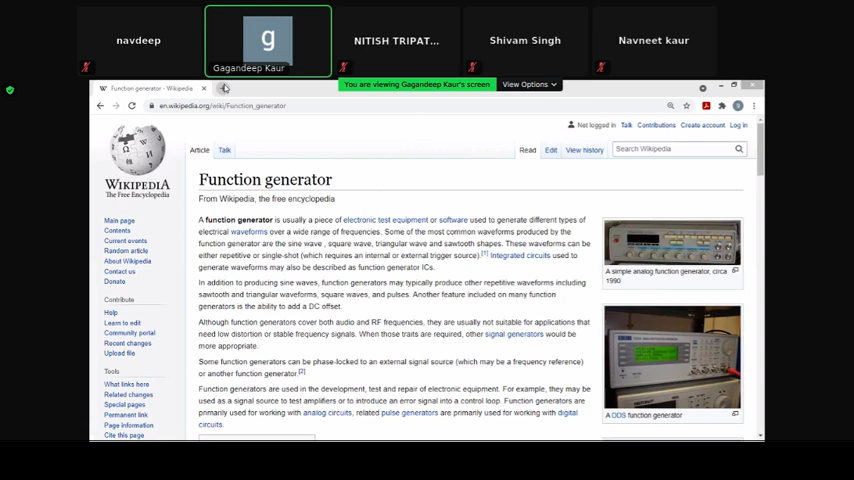 navdeep
g
Gagandeep Kaur
NITISH TRIPAT...
Shivam Singh
Navneet kaur
Function generator - Wikipedia
You are viewing Gagandeep Kaur's screen
View Options
en.wikipedia.org/wiki/Function_generator
Not logged in Talk Contributions Create account Log in
Article Talk
Read Edit View history
Search Wikipedia
WIKIPEDIA
The Free Encyclopedia
Main page
Contents
Current events
Random article
About Wikipedia
Contact us
Donate
Contribute
Help
Learn to edit
Community portal
Recent changes
Upload file
Tools
What links here
Related changes
Special pages
Permanent link
Page information
Cite this page
Function generator
From Wikipedia, the free encyclopedia
A function generator is usually a piece of electronic test equipment or software used to generate different types of
electrical waveforms over a wide range of frequencies. Some of the most common waveforms produced by the
function generator are the sine wave , square wave, triangular wave and sawtooth shapes. These waveforms can be
either repetitive or single-shot (which requires an internal or external trigger source).[1] Integrated circuits used to
generate waveforms may also be described as function generator ICs.
In addition to producing sine waves, function generators may typically produce other repetitive waveforms including
sawtooth and triangular waveforms, square waves, and pulses. Another feature included on many function
generators is the ability to add a DC offset.
Although function generators cover both audio and RF frequencies, they are usually not suitable for applications that
need low distortion or stable frequency signals. When those traits are required, other signal generators would be
more appropriate.
Some function generators can be phase-locked to an external signal source (which may be a frequency reference)
or another function generator.[2]
Function generators are used in the development, test and repair of electronic equipment. For example, they may be
used as a signal source to test amplifiers or to introduce an error signal into a control loop. Function generators are
primarily used for working with analog circuits, related pulse generators are primarily used for working with digital
circuits.
A simple analog function generator, circa
1990
A DDS function generator